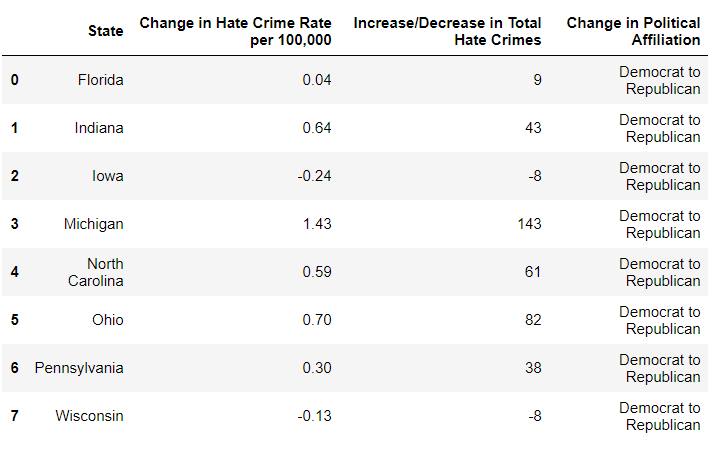 State Change in Hate Crime Rate per 100,000 Increase/Decrease in Total Hate Crimes Change in Political Affiliation
0 Florida 0.04 9 Democrat to Republican
1 Indiana 0.64 43 Democrat to Republican
2 Iowa -0.24 -8 Democrat to Republican
3 Michigan 1.43 143 Democrat to Republican
4 North Carolina 0.59 61 Democrat to Republican
5 Ohio 0.70 82 Democrat to Republican
6 Pennsylvania 0.30 38 Democrat to Republican
7 Wisconsin -0.13 -8 Democrat to Republican